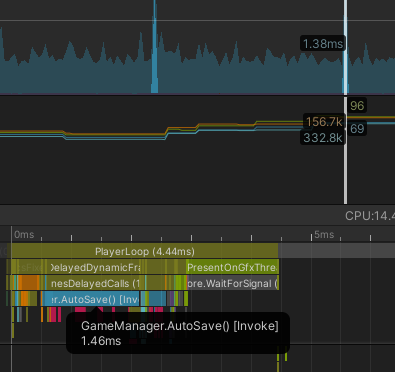 1.38ms
96
156.7k
69
332.8k
CPU:14.4
0ms
5ms
PlayerLoop (4.44ms)
DelayedDynamicFra
PresentOnGfxThre
nesDelayedCalls (1
ore.WaitForSignal (
er.AutoSave() [Invo
GameManager.AutoSave() [Invoke]
1.46ms